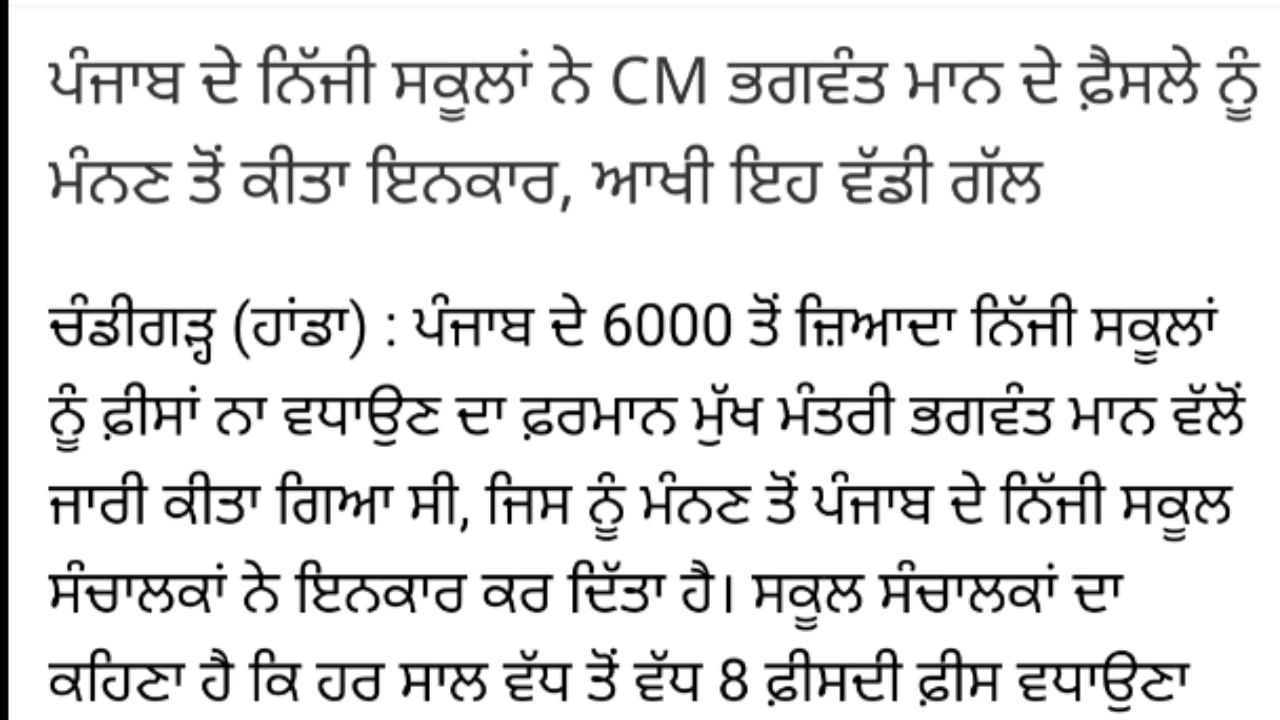 ਪੰਜਾਬ ਦੇ ਨਿੱਜੀ ਸਕੂਲਾਂ ਨੇ CM ਭਗਵੰਤ ਮਾਨ ਦੇ ਫ਼ੈਸਲੇ ਨੂੰ
ਮੰਨਣ ਤੋਂ ਕੀਤਾ ਇਨਕਾਰ, ਆਖੀ ਇਹ ਵੱਡੀ ਗੱਲ
ਚੰਡੀਗੜ੍ਹ (ਹਾਂਡਾ) : ਪੰਜਾਬ ਦੇ 6000 ਤੋਂ ਜ਼ਿਆਦਾ ਨਿੱਜੀ ਸਕੂਲਾਂ
ਨੂੰ ਫ਼ੀਸਾਂ ਨਾ ਵਧਾਉਣ ਦਾ ਫ਼ਰਮਾਨ ਮੁੱਖ ਮੰਤਰੀ ਭਗਵੰਤ ਮਾਨ ਵੱਲੋਂ
ਜਾਰੀ ਕੀਤਾ ਗਿਆ ਸੀ, ਜਿਸ ਨੂੰ ਮੰਨਣ ਤੋਂ ਪੰਜਾਬ ਦੇ ਨਿੱਜੀ ਸਕੂਲ
ਸੰਚਾਲਕਾਂ ਨੇ ਇਨਕਾਰ ਕਰ ਦਿੱਤਾ ਹੈ। ਸਕੂਲ ਸੰਚਾਲਕਾਂ ਦਾ
ਕਹਿਣਾ ਹੈ ਕਿ ਹਰ ਸਾਲ ਵੱਧ ਤੋਂ ਵੱਧ 8 ਫ਼ੀਸਦੀ ਫ਼ੀਸ ਵਧਾਉਣਾ